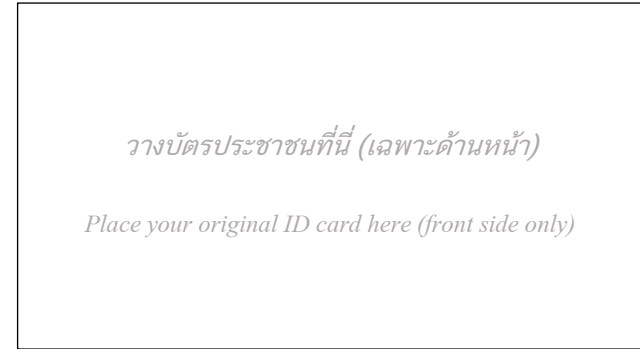 วางบัตรประชาชนที่นี่ (เฉพาะด้านหน้า)
Place your original ID card here (front side only)